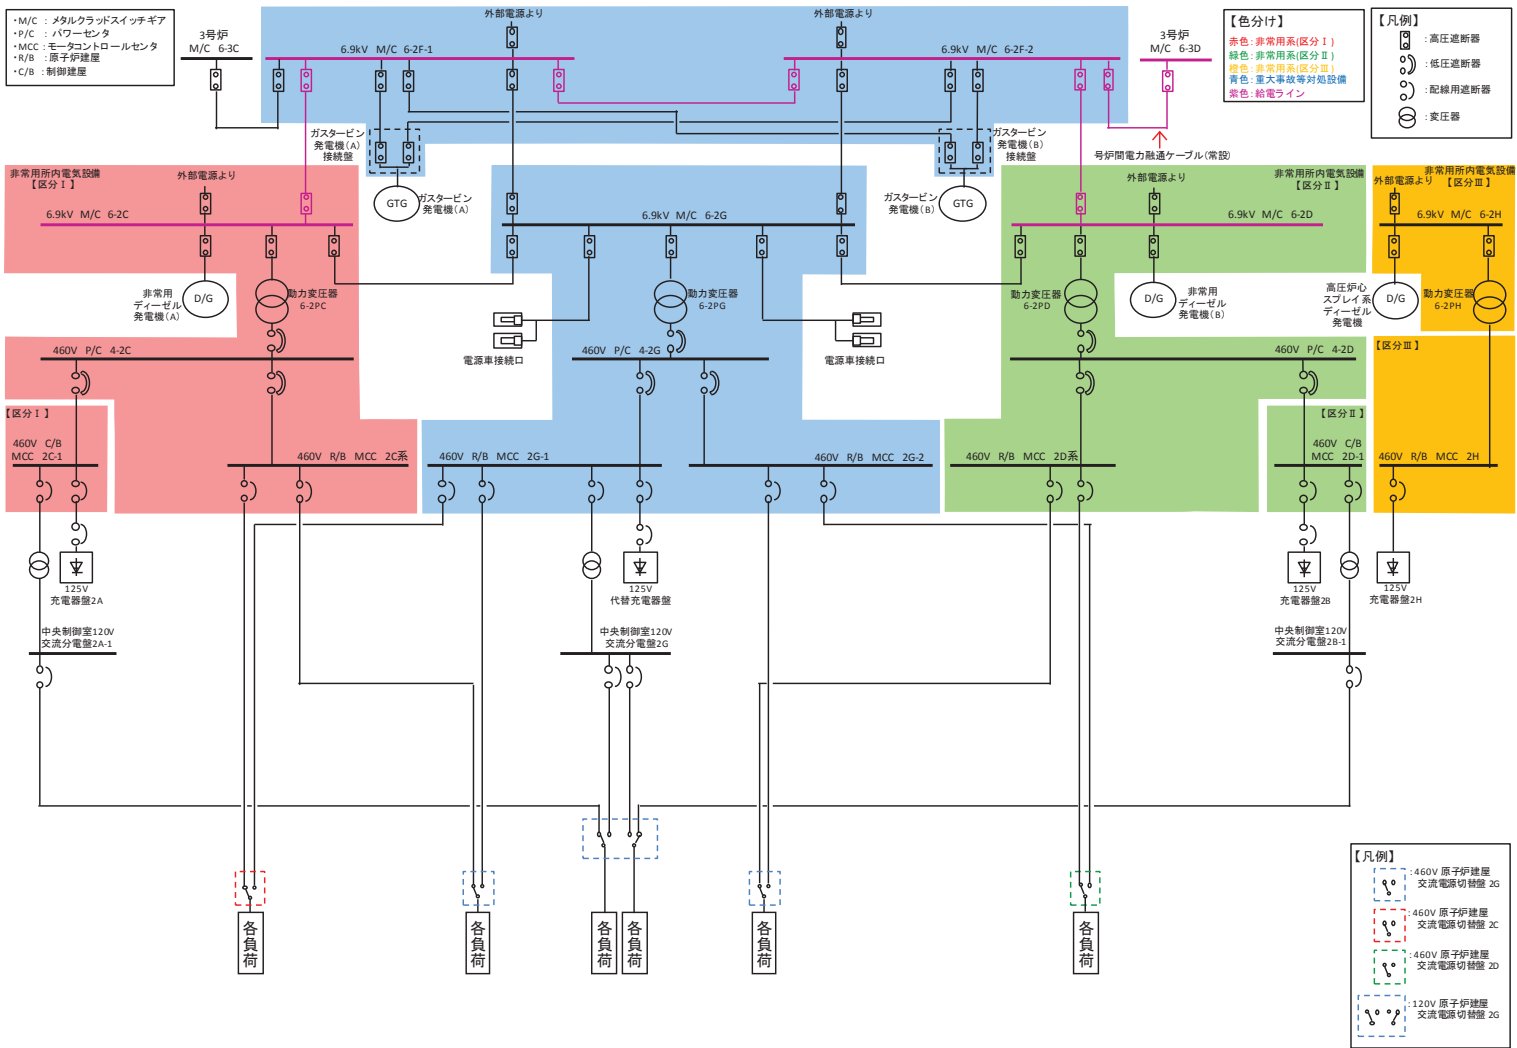 ・M/C ：メタルクラッドスイッチギア
・P/C ：パワーセンタ
・MCC：モータコントロールセンタ
・R/B ：原子炉建屋
・C/B ：制御建屋
3号炉
M/C 6-3C
外部電源より
6.9kV M/C 6-2F-1
外部電源より
6.9kV M/C 6-2F-2
3号炉
M/C 6-3D
【色分け】
赤色：非常用系(区分Ⅰ)
緑色：非常用系(区分Ⅱ)
橙色：非常用系(区分Ⅲ)
青色：重大事故等対処設備
紫色：給電ライン
【凡例】
：高圧遮断器
：低圧遮断器
：配線用遮断器
：変圧器
ガスタービン
発電機(A)
接続盤
ガスタービン
発電機(B)
接続盤
号炉間電力融通ケーブル(常設)
非常用所内電気設備
【区分Ⅰ】
外部電源より
6.9kV M/C 6-2C
GTG
ガスタービン
発電機(A)
6.9kV M/C 6-2G
ガスタービン
発電機(B)
GTG
外部電源より
非常用所内電気設備
【区分Ⅱ】
6.9kV M/C 6-2D
非常用所内電気設備
【区分Ⅲ】
外部電源より
6.9kV M/C 6-2H
非常用
ディーゼル
発電機(A)
D/G
動力変圧器
6-2PC
動力変圧器
6-2PG
動力変圧器
6-2PD
D/G
非常用
ディーゼル
発電機(B)
高圧炉心
スプレイ系
ディーゼル
発電機
D/G
動力変圧器
6-2PH
460V P/C 4-2C
電源車接続口
460V P/C 4-2G
電源車接続口
460V P/C 4-2D
【区分Ⅲ】
【区分Ⅰ】
460V C/B
MCC 2C-1
460V R/B MCC 2C系
460V R/B MCC 2G-1
460V R/B MCC 2G-2
460V R/B MCC 2D系
【区分Ⅱ】
460V C/B
MCC 2D-1
460V R/B MCC 2H
125V
充電器盤2A
125V
代替充電器盤
125V
充電器盤2B
125V
充電器盤2H
中央制御室120V
交流分電盤2A-1
中央制御室120V
交流分電盤2G
中央制御室120V
交流分電盤2B-1
各負荷
各負荷
各負荷
各負荷
各負荷
各負荷
【凡例】
：460V 原子炉建屋
交流電源切替盤 2G
：460V 原子炉建屋
交流電源切替盤 2C
：460V 原子炉建屋
交流電源切替盤 2D
：120V 原子炉建屋
交流電源切替盤 2G